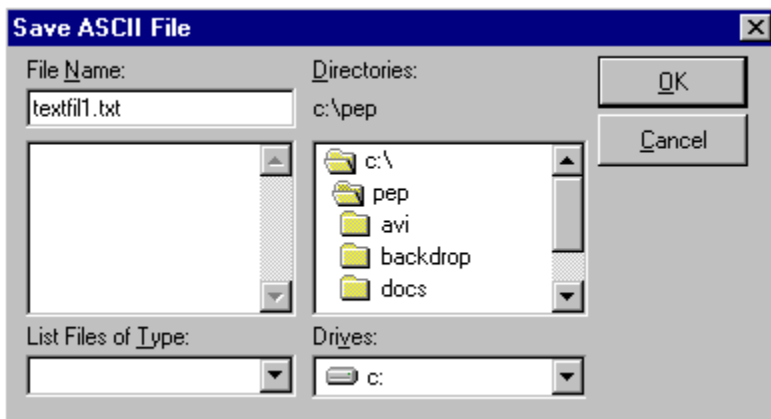 Save ASCII File
File Name:
textfil1.txt
Directories:
c:\pep
c:\
pep
avi
backdrop
docs
List Files of Type:
Drives:
c:
OK
Cancel